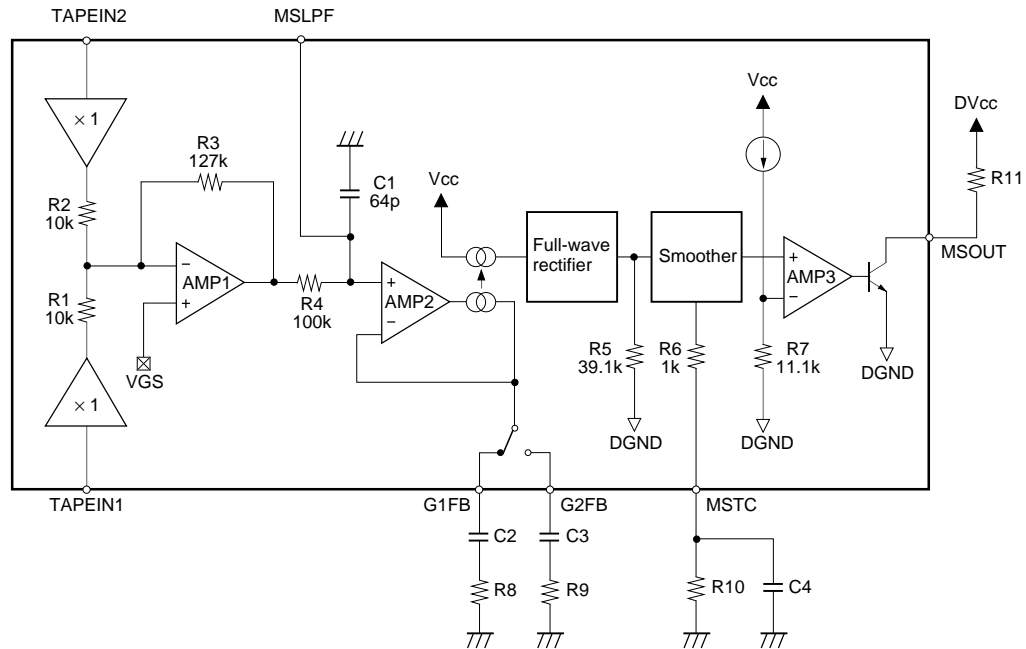 TAPEIN2
MSLPF
× 1
R3
127k
R2
10k
C1
64p
Vcc
Vcc
DVcc
R11
MSOUT
Full-wave
rectifier
Smoother
−
+
AMP1
R4
100k
+
−
AMP2
+
−
AMP3
R1
10k
VGS
× 1
R5
39.1k
R6
1k
R7
11.1k
DGND
DGND
DGND
TAPEIN1
G1FB
G2FB
MSTC
C2
C3
R8
R9
R10
C4